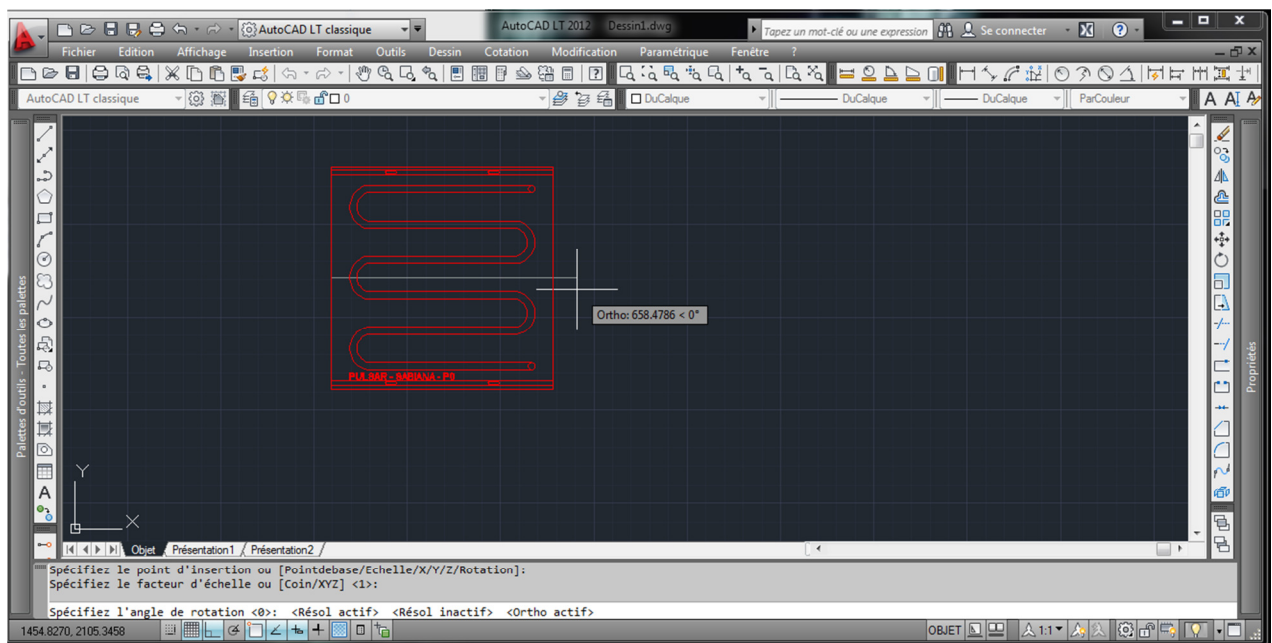 AutoCAD LT classique
AutoCAD LT 2012 Dessin1.dwg
Tapez un mot-clé ou une expression
Se connecter
Fichier Edition Affichage Insertion Format Outils Dessin Cotation Modification Paramétrique Fenêtre ?
AutoCAD LT classique
0
DuCalque
DuCalque
DuCalque
ParCouleur
Palettes d'outils - Toutes les palettes
Propriétés
Ortho: 658.4786 < 0°
PULSAR - SABIANA - P0
Y
X
Objet Présentation1 Présentation2
Spécifiez le point d'insertion ou [Pointdebase/Echelle/X/Y/Z/Rotation]:
Spécifiez le facteur d'échelle ou [Coin/XYZ] <1>:
Spécifiez l'angle de rotation <0>: <Résol actif> <Résol inactif> <Ortho actif>
1454.8270, 2105.3458
OBJET
1:1